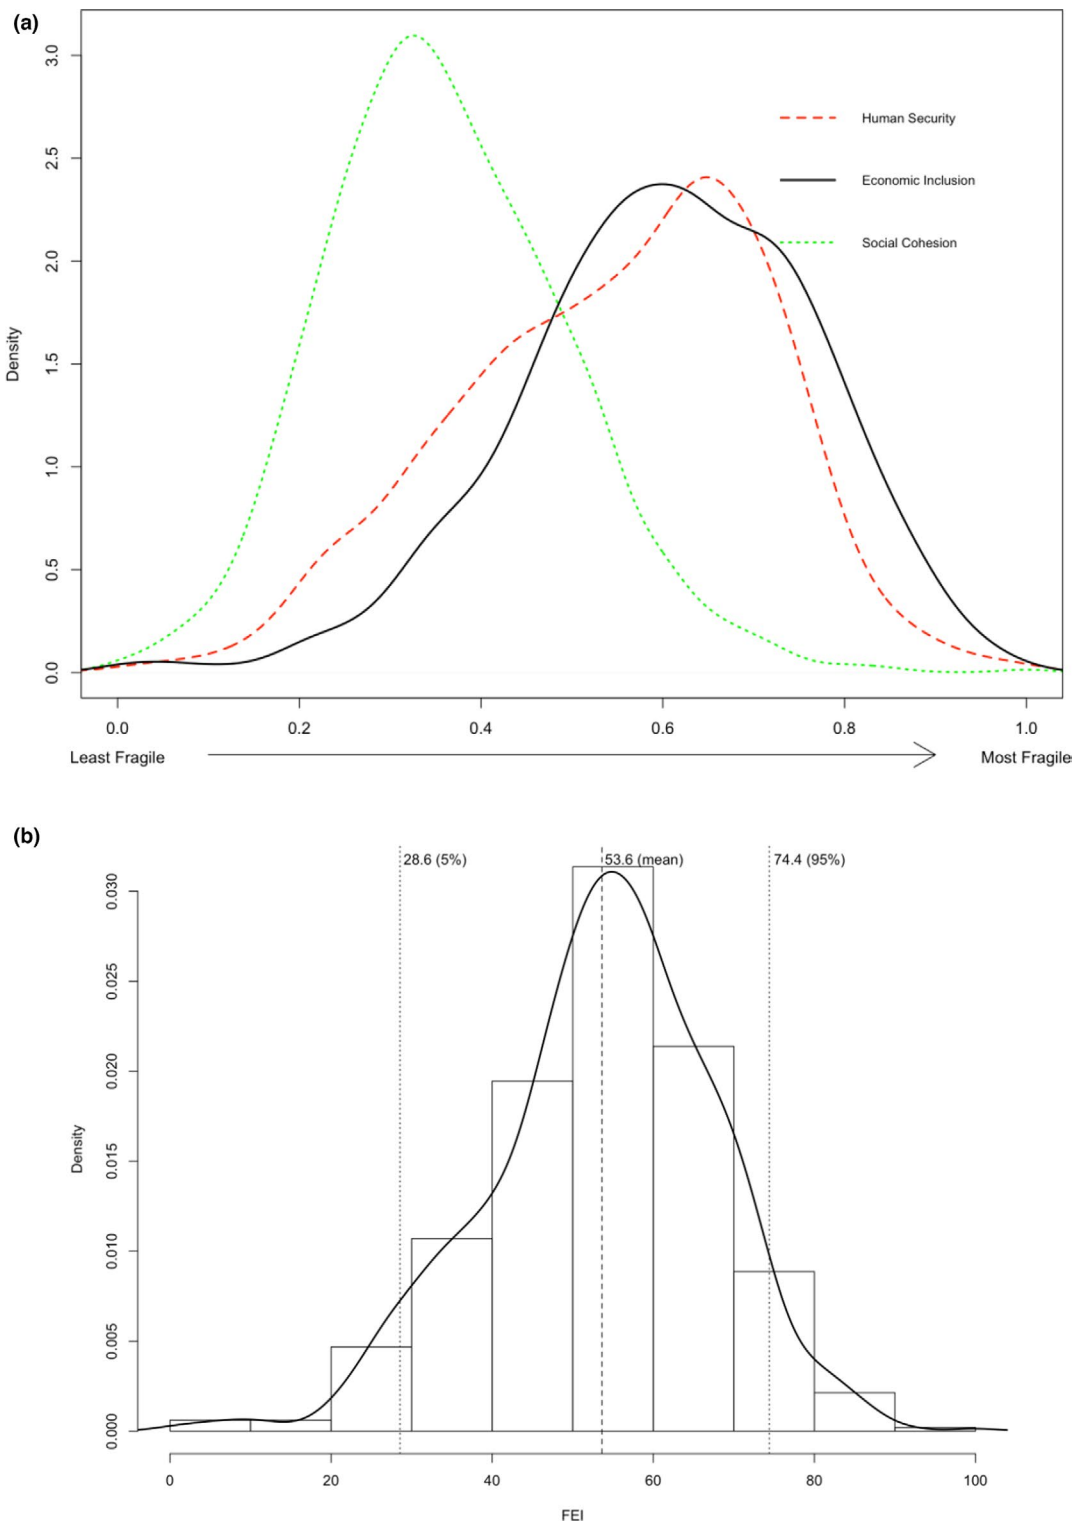 (a)
3.0
2.5
2.0
1.5
1.0
0.5
0.0
Density
Human Security
Economic Inclusion
Social Cohesion
0.0 0.2 0.4 0.6 0.8 1.0
Least Fragile Most Fragile
(b)
28.6 (5%) 53.6 (mean) 74.4 (95%)
0.030
0.025
0.020
0.015
0.010
0.005
0.000
Density
0 20 40 60 80 100
FEI